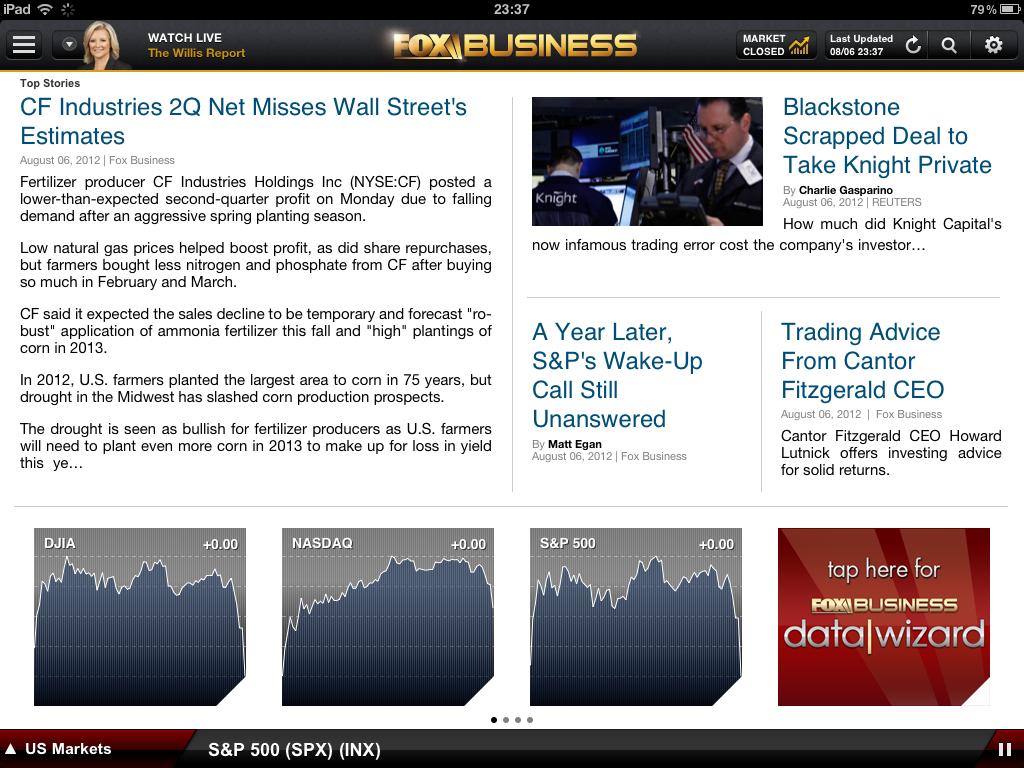 iPad
23:37
79%
WATCH LIVE
The Willis Report
FOX BUSINESS
MARKET
CLOSED
Last Updated
08/06 23:37
Top Stories
CF Industries 2Q Net Misses Wall Street's
Estimates
August 06, 2012 | Fox Business
Fertilizer producer CF Industries Holdings Inc (NYSE:CF) posted a
lower-than-expected second-quarter profit on Monday due to falling
demand after an aggressive spring planting season.
Low natural gas prices helped boost profit, as did share repurchases,
but farmers bought less nitrogen and phosphate from CF after buying
so much in February and March.
CF said it expected the sales decline to be temporary and forecast "ro-
bust" application of ammonia fertilizer this fall and "high" plantings of
corn in 2013.
In 2012, U.S. farmers planted the largest area to corn in 75 years, but
drought in the Midwest has slashed corn production prospects.
The drought is seen as bullish for fertilizer producers as U.S. farmers
will need to plant even more corn in 2013 to make up for loss in yield
this ye…
Knight
Blackstone
Scrapped Deal to
Take Knight Private
By Charlie Gasparino
August 06, 2012 | REUTERS
How much did Knight Capital's
now infamous trading error cost the company's investor…
A Year Later,
S&P's Wake-Up
Call Still
Unanswered
By Matt Egan
August 06, 2012 | Fox Business
Trading Advice
From Cantor
Fitzgerald CEO
August 06, 2012 | Fox Business
Cantor Fitzgerald CEO Howard
Lutnick offers investing advice
for solid returns.
DJIA +0.00
NASDAQ +0.00
S&P 500 +0.00
tap here for
FOX BUSINESS
data|wizard
US Markets
S&P 500 (SPX) (INX)